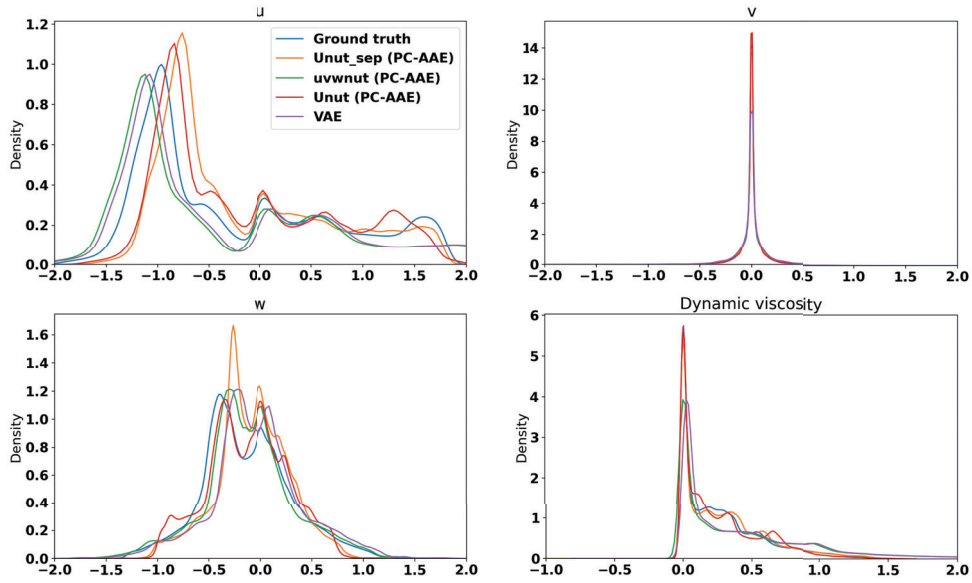 u
1.2
1.0
0.8
0.6
0.4
0.2
0.0
Density
-2.0 -1.5 -1.0 -0.5 0.0 0.5 1.0 1.5 2.0
Ground truth
Unut_sep (PC-AAE)
uvwnut (PC-AAE)
Unut (PC-AAE)
VAE
v
14
12
10
8
6
4
2
0
Density
-2.0 -1.5 -1.0 -0.5 0.0 0.5 1.0 1.5 2.0
w
1.6
1.4
1.2
1.0
0.8
0.6
0.4
0.2
0.0
Density
-2.0 -1.5 -1.0 -0.5 0.0 0.5 1.0 1.5 2.0
Dynamic viscosity
6
5
4
3
2
1
0
Density
-1.0 -0.5 0.0 0.5 1.0 1.5 2.0